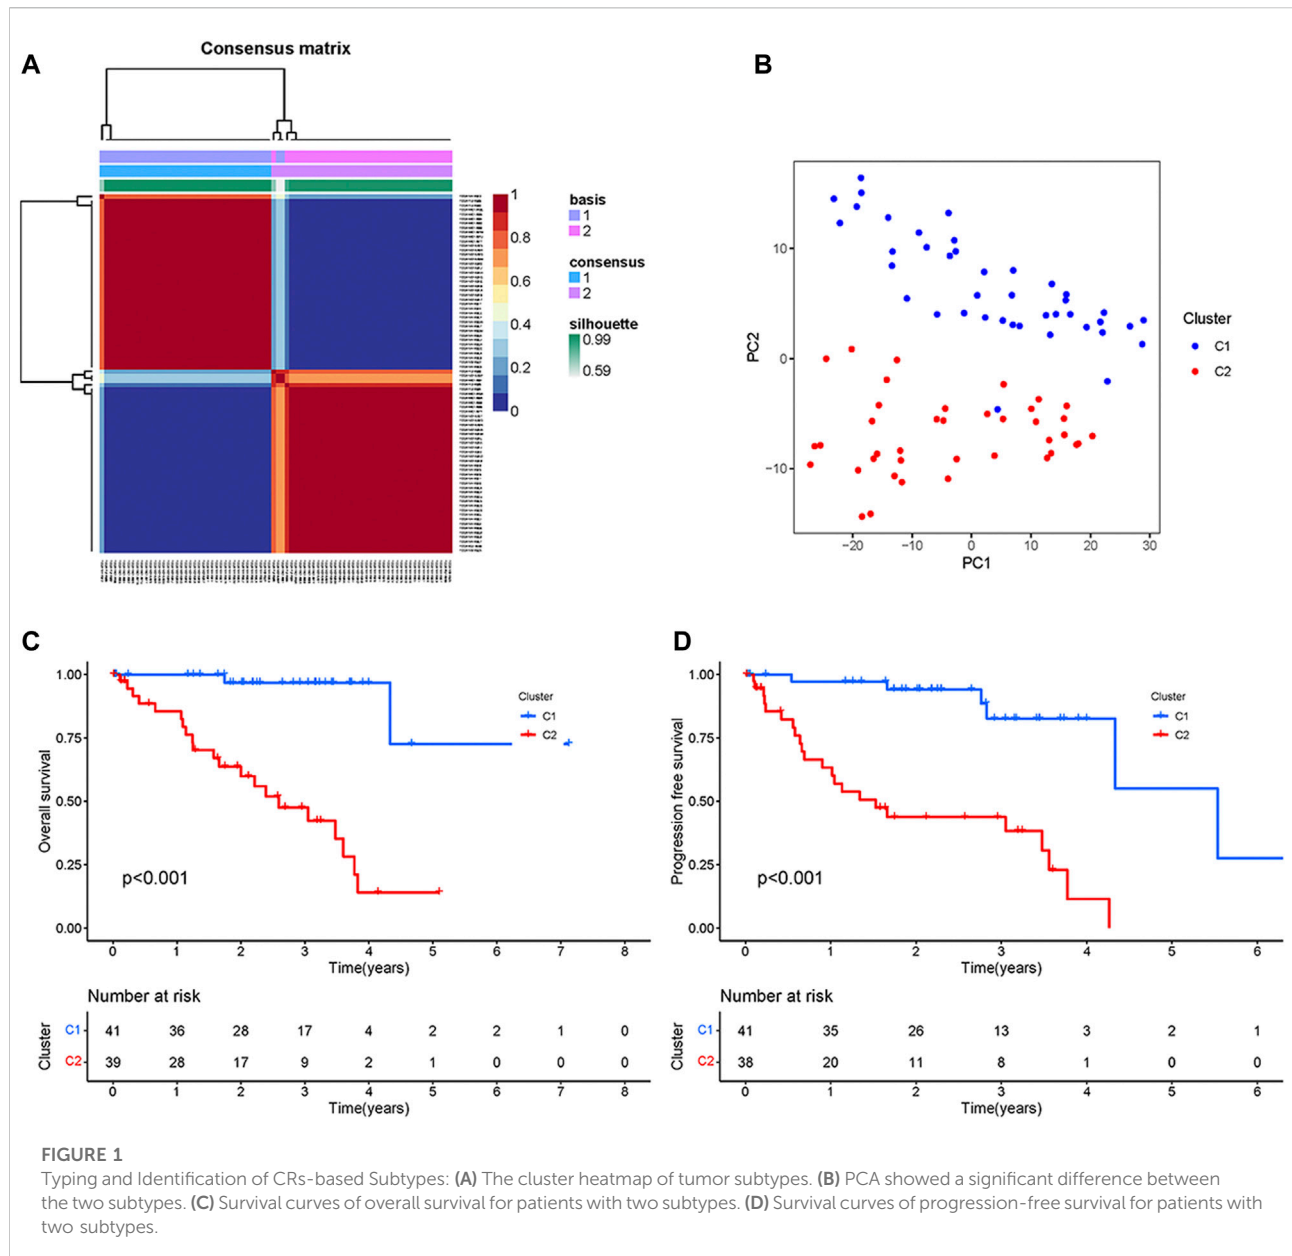 A
Consensus matrix
1
0.8
0.6
0.4
0.2
0
basis
1
2
consensus
1
2
silhouette
0.99
0.59
B
PC2
10
0
−10
−20
−10
0
10
20
30
PC1
Cluster
C1
C2
C
Overall survival
1.00
0.75
0.50
0.25
0.00
p<0.001
Cluster
C1
C2
0 1 2 3 4 5 6 7 8
Time(years)
Number at risk
Cluster
C1 41 36 28 17 4 2 2 1 0
C2 39 28 17 9 2 1 0 0 0
0 1 2 3 4 5 6 7 8
Time(years)
D
Progression free survival
1.00
0.75
0.50
0.25
0.00
p<0.001
Cluster
C1
C2
0 1 2 3 4 5 6
Time(years)
Number at risk
Cluster
C1 41 35 26 13 3 2 1
C2 38 20 11 8 1 0 0
0 1 2 3 4 5 6
Time(years)
FIGURE 1
Typing and Identification of CRs-based Subtypes: (A) The cluster heatmap of tumor subtypes. (B) PCA showed a significant difference between
the two subtypes. (C) Survival curves of overall survival for patients with two subtypes. (D) Survival curves of progression-free survival for patients with
two subtypes.